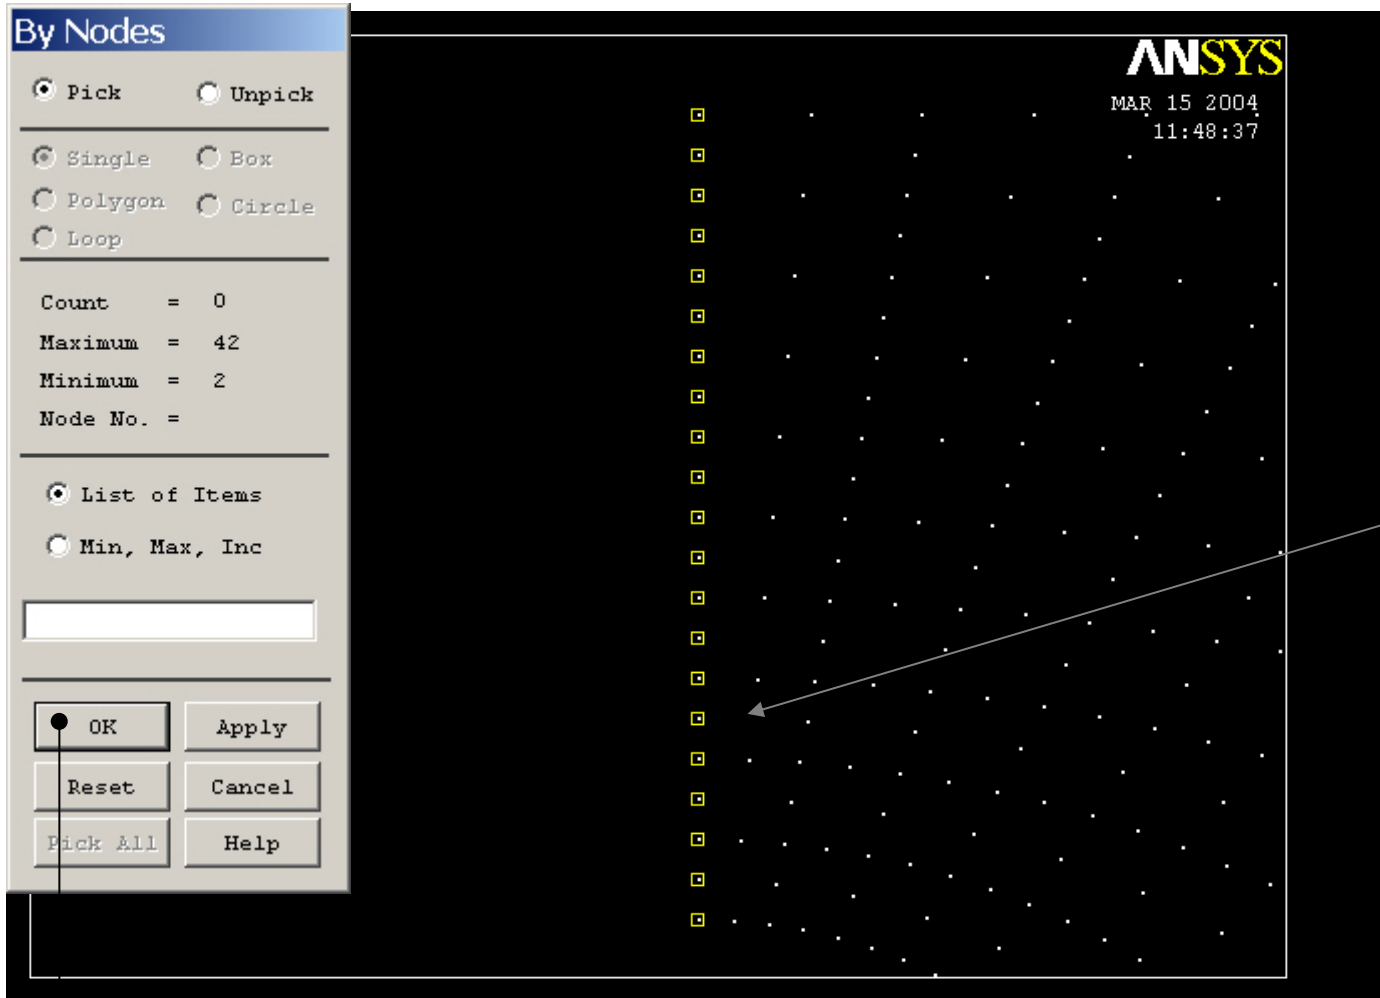 By Nodes
Pick Unpick
Single Box
Polygon Circle
Loop
Count = 0
Maximum = 42
Minimum = 2
Node No. =
List of Items
Min, Max, Inc
OK Apply
Reset Cancel
Pick All Help
ANSYS
MAR 15 2004
11:48:37